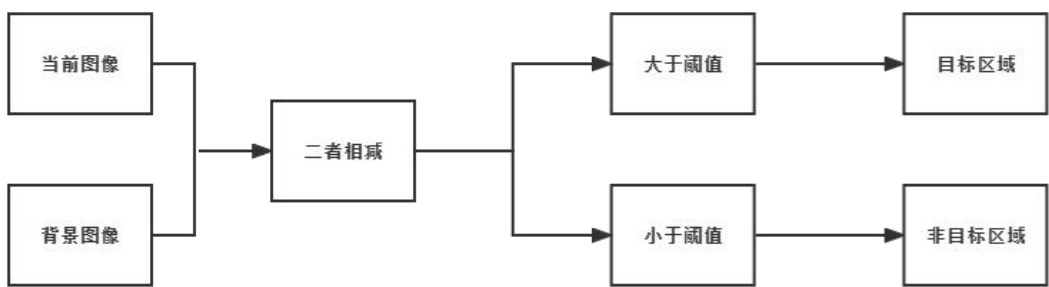 当前图像
背景图像
二者相减
大于阈值
目标区域
小于阈值
非目标区域